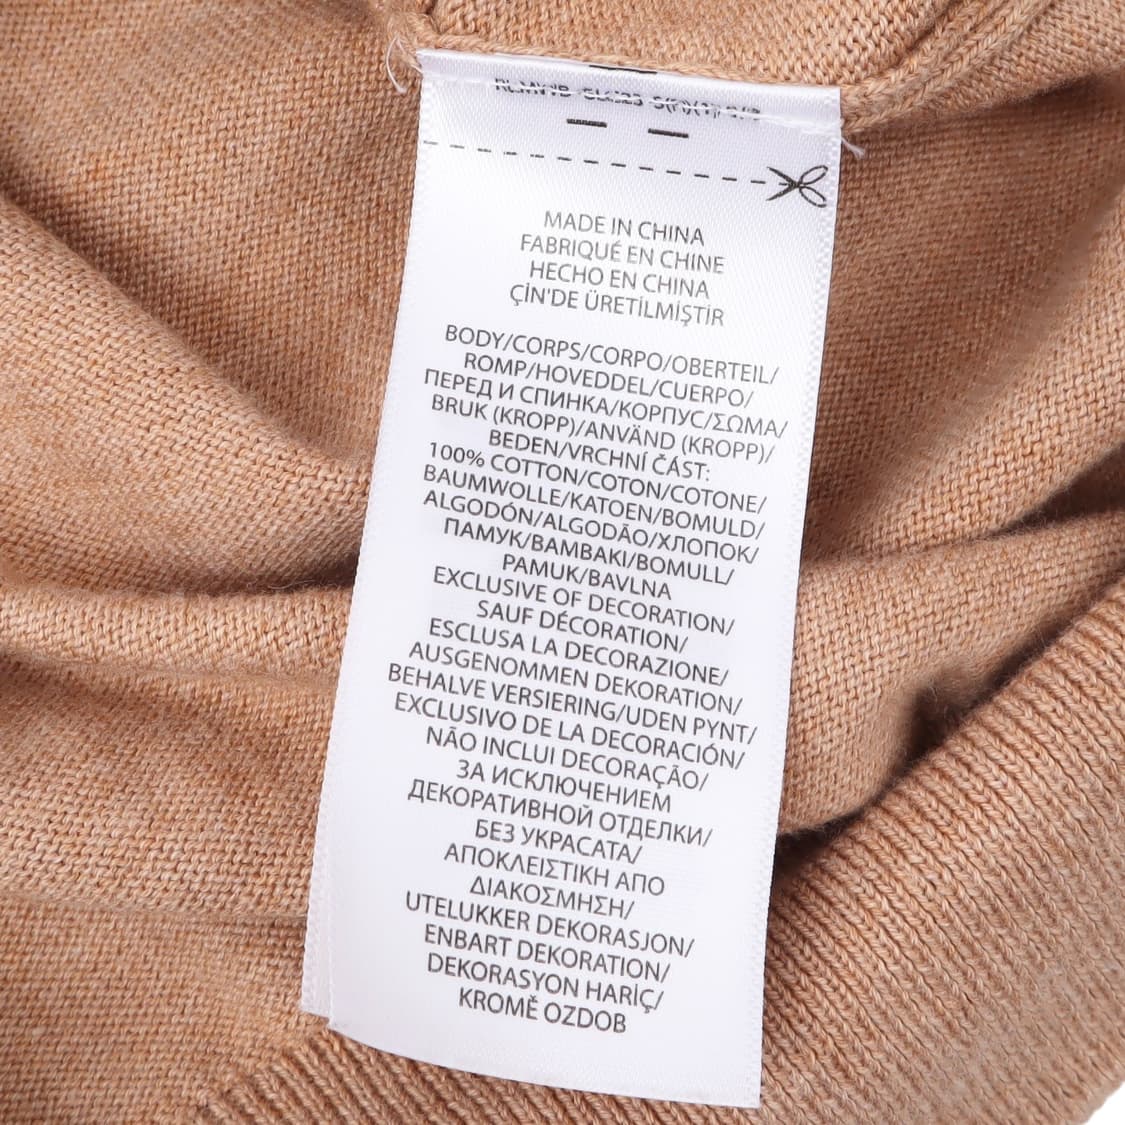 MADE IN CHINA
FABRIQUÉ EN CHINE
HECHO EN CHINA
ÇİN'DE ÜRETİLMİŞTİR
BODY/CORPS/CORPO/OBERTEIL/
ROMP/HOVEDDEL/CUERPO/
ПЕРЕД И СПИНКА/КОРПУС/ΣΩΜΑ/
BRUK (KROPP)/ANVÄND (KROPP)/
BEDEN/VRCHNÍ ČÁST:
100% COTTON/COTON/COTONE/
BAUMWOLLE/KATOEN/BOMULD/
ALGODÓN/ALGODÃO/ХЛОПОК/
ПАМУК/ΒΑΜΒΑΚΙ/BOMULL/
PAMUK/BAVLNA
EXCLUSIVE OF DECORATION/
SAUF DÉCORATION/
ESCLUSA LA DECORAZIONE/
AUSGENOMMEN DEKORATION/
BEHALVE VERSIERING/UDEN PYNT/
EXCLUSIVO DE LA DECORACIÓN/
NÃO INCLUI DECORAÇÃO/
ЗА ИСКЛЮЧЕНИЕМ
ДЕКОРАТИВНОЙ ОТДЕЛКИ/
БЕЗ УКРАСАТА/
ΑΠΟΚΛΕΙΣΤΙΚΗ ΑΠΟ
ΔΙΑΚΟΣΜΗΣΗ/
UTELUKKER DEKORASJON/
ENBART DEKORATION/
DEKORASYON HARİÇ/
KROMĚ OZDOB